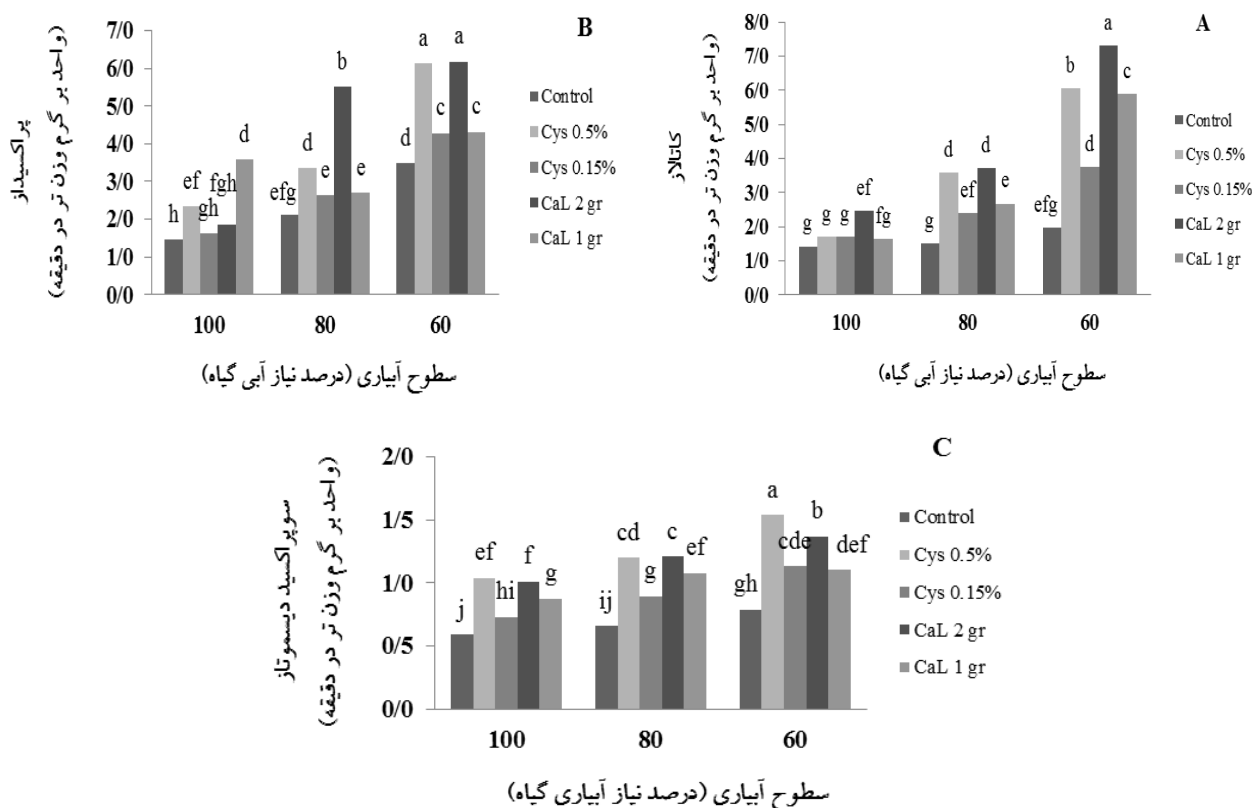 B
پراکسیداز
(واحد بر گرم وزن تر در دقیقه)
7/0
6/0
5/0
4/0
3/0
2/0
1/0
0/0
h ef gh fgh d
efg d e b e
d a c a c
100 80 60
سطوح آبیاری (درصد نیاز آبی گیاه)
Control
Cys 0.5%
Cys 0.15%
CaL 2 gr
CaL 1 gr
A
کاتالاز
(واحد بر گرم وزن تر در دقیقه)
8/0
7/0
6/0
5/0
4/0
3/0
2/0
1/0
0/0
g g g ef fg
g d ef d e
efg b d a c
100 80 60
سطوح آبیاری (درصد نیاز آبی گیاه)
Control
Cys 0.5%
Cys 0.15%
CaL 2 gr
CaL 1 gr
C
سوپراکسید دیسموتاز
(واحد بر گرم وزن تر در دقیقه)
2/0
1/5
1/0
0/5
0/0
j ef hi f g
ij cd g c ef
gh a cde b def
100 80 60
سطوح آبیاری (درصد نیاز آبیاری گیاه)
Control
Cys 0.5%
Cys 0.15%
CaL 2 gr
CaL 1 gr